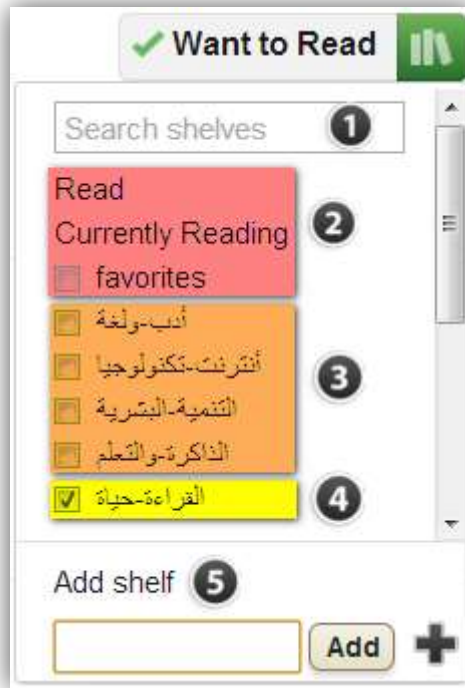 Want to Read
Search shelves 1
Read
Currently Reading 2
favorites
أدب-ولغة
أنترنت-تكنولوجيا
3
التنمية-البشرية
الذاكرة-والتعلم
القراءة-حياة 4
Add shelf 5
Add